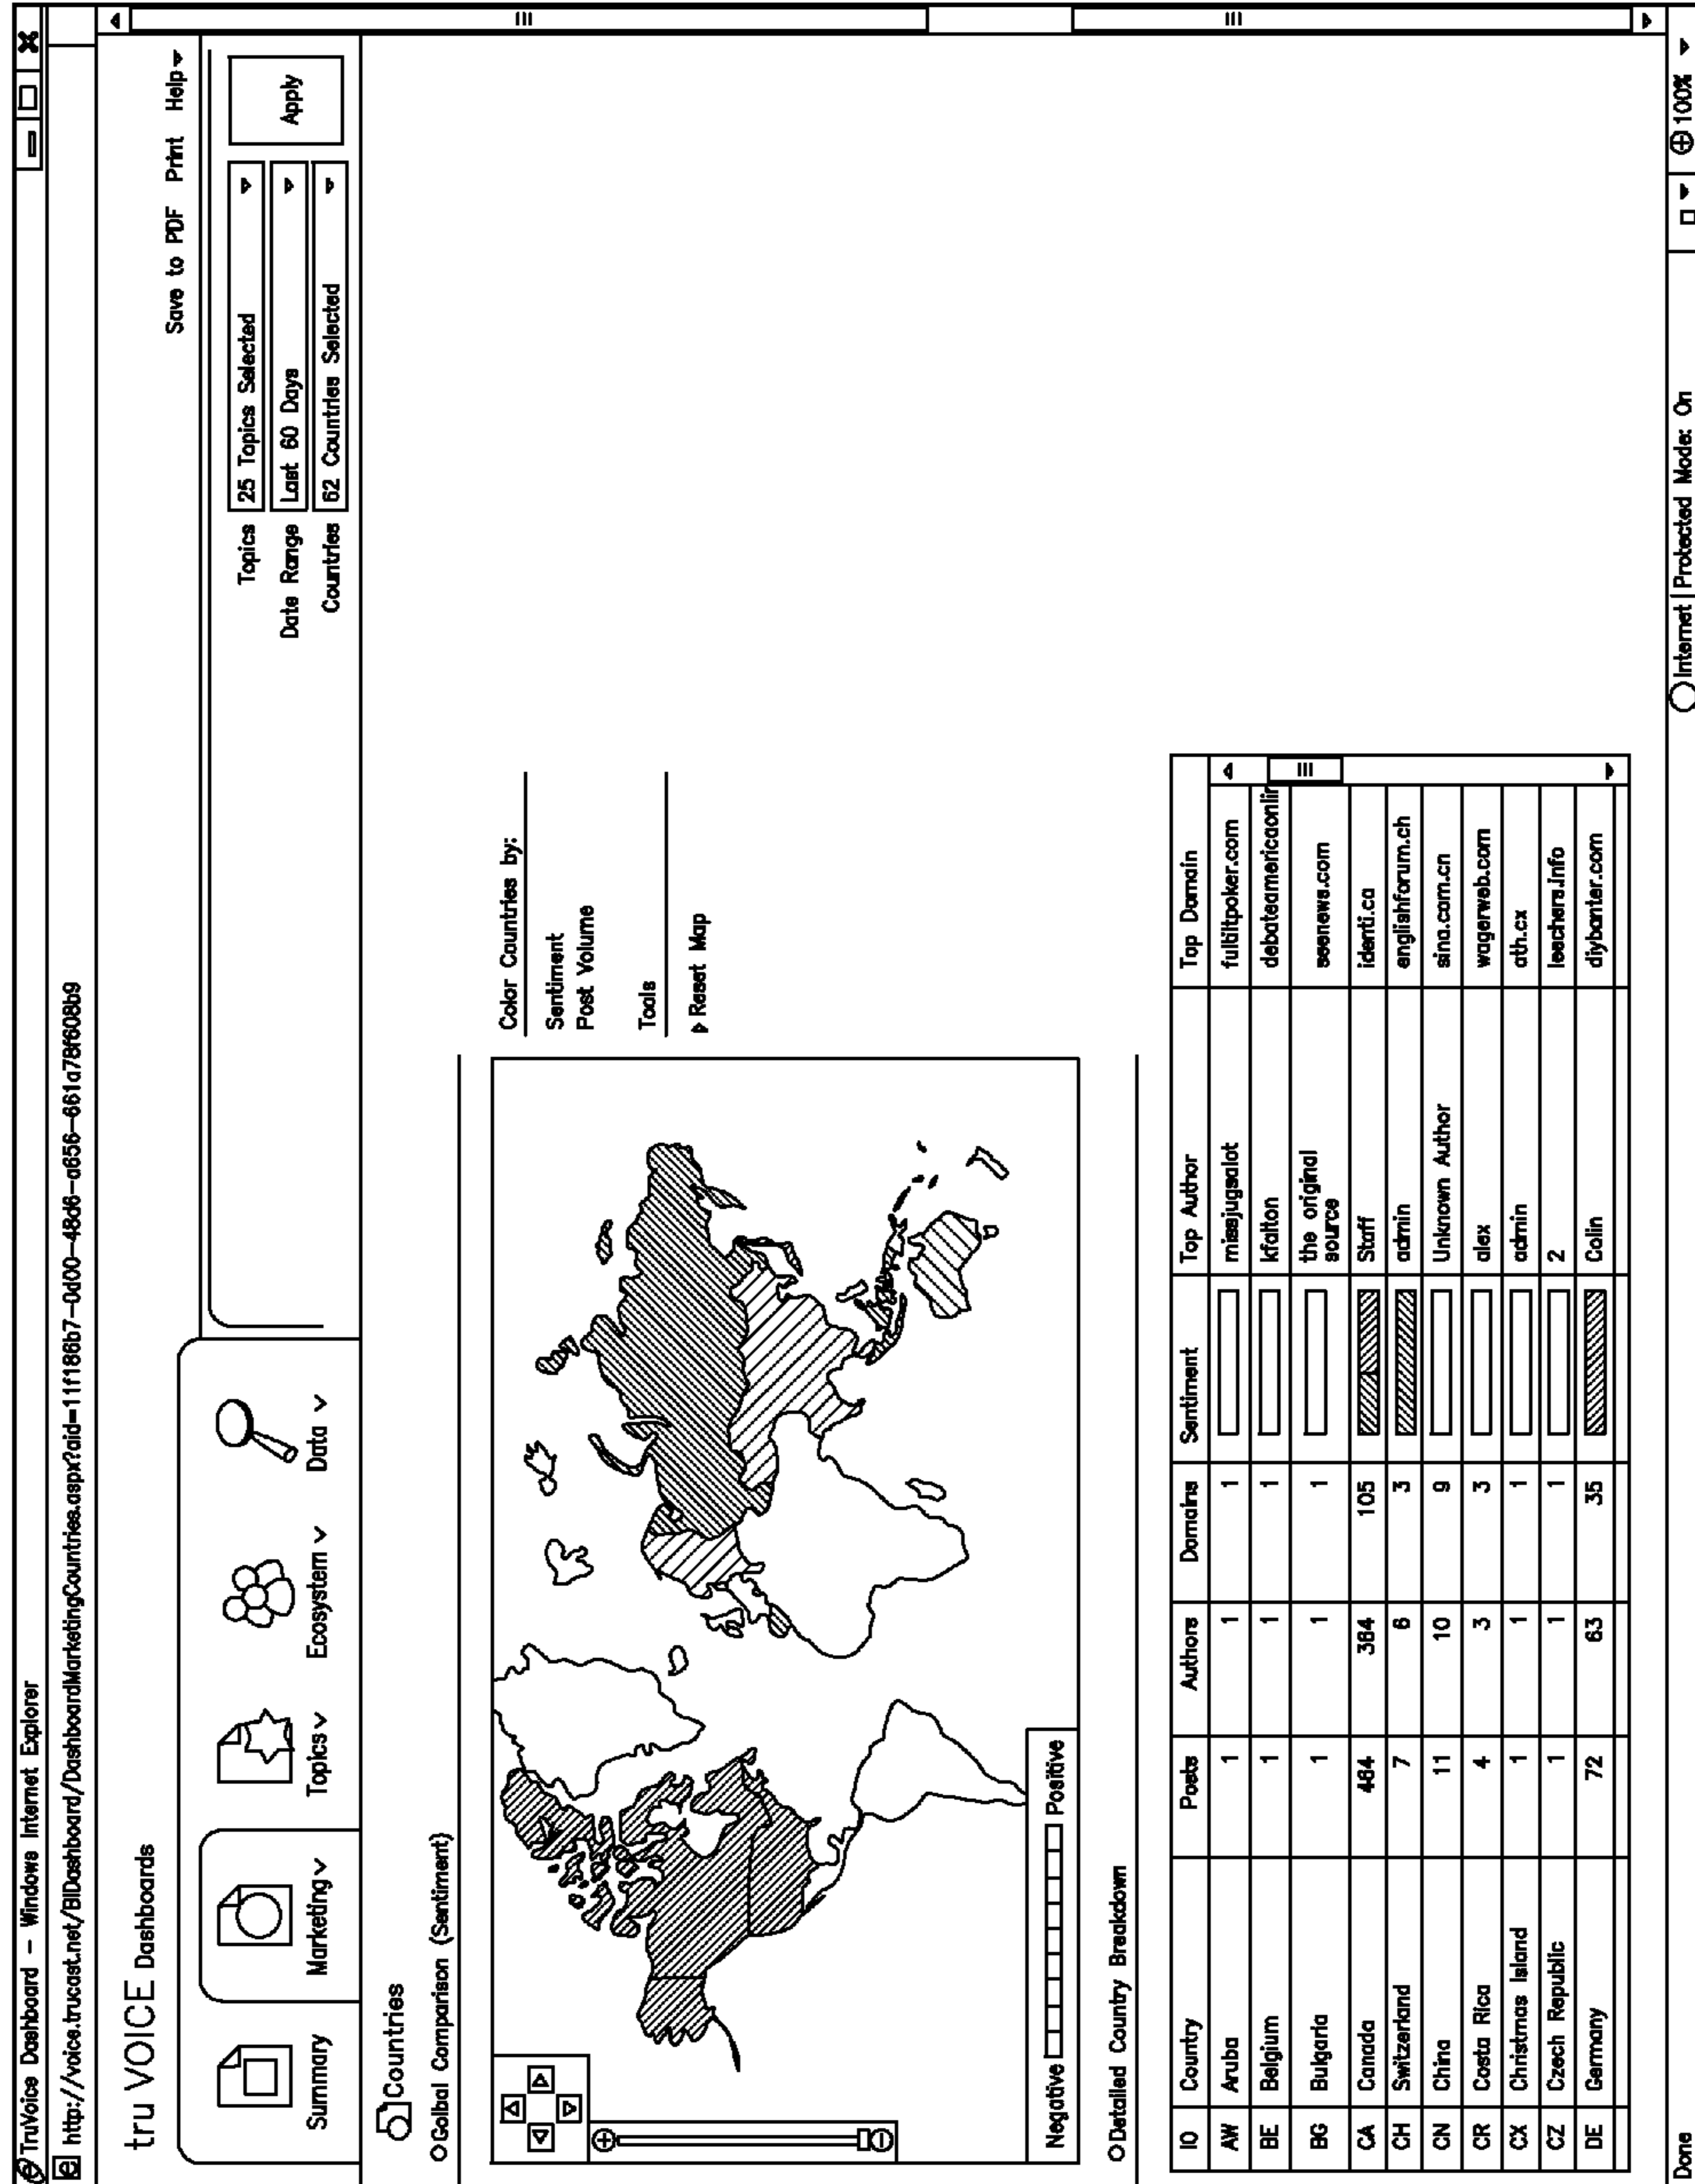 TruVoice Dashboard – Windows Internet Explorer
http://voice.trucast.net/BIDashboard/DashboardMarketingCountries.aspx?aid=11f186b7-0d00-48d6-a656-661a78f608b9
tru VOICE Dashboards
Save to PDF Print Help
Summary Marketing Topics Ecosystem Data
Topics 25 Topics Selected
Date Range Last 60 Days
Countries 62 Countries Selected
Apply
Countries
Golbal Comparison (Sentiment)
Color Countries by:
Sentiment
Post Volume
Tools
Reset Map
Negative Positive
Detailed Country Breakdown
IO Country Posts Authors Domains Sentiment Top Author Top Domain
AW Aruba 1 1 1 missjugsalot fultiltpoker.com
BE Belgium 1 1 1 kfalton debateamericaonlin
BG Bulgaria 1 1 1 the original source seenews.com
CA Canada 464 364 105 Staff identi.ca
CH Switzerland 7 6 3 admin englishforum.ch
CN China 11 10 9 Unknown Author sina.com.cn
CR Costa Rica 4 3 3 alex wagerweb.com
CX Christmas Island 1 1 1 admin ath.cx
CZ Czech Republic 1 1 1 2 leechers.info
DE Germany 72 63 35 Colin diybanter.com
Done Internet | Protected Mode: On 100%